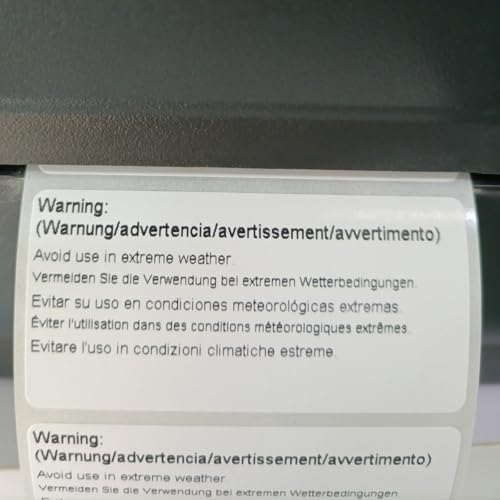 Warning:
(Warnung/advertencia/avertissement/avvertimento)
Avoid use in extreme weather.
Vermeiden Sie die Verwendung bei extremen Wetterbedingungen.
Evitar su uso en condiciones meteorológicas extremas.
Éviter l'utilisation dans des conditions météorologiques extrêmes.
Evitare l'uso in condizioni climatiche estreme.
Warning:
(Warnung/advertencia/avertissement/avvertimento)
Avoid use in extreme weather
Vermeiden Sie die Verwendung bei extremen Wetterbedingungen